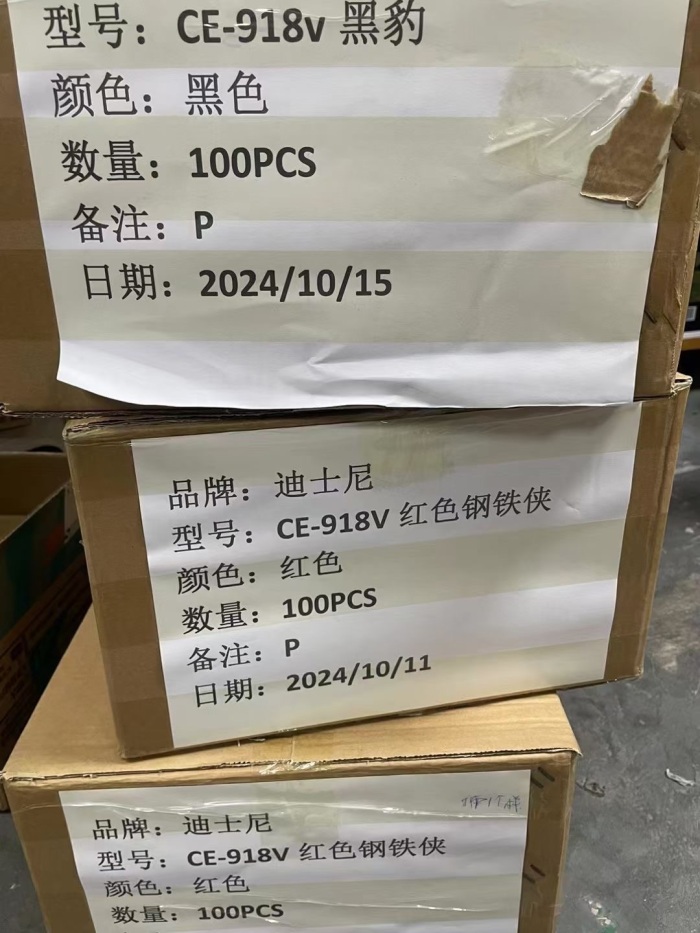 型号：CE-918v 黑豹
颜色：黑色
数量：100PCS
备注：P
日期：2024/10/15
品牌：迪士尼
型号：CE-918V 红色钢铁侠
颜色：红色
数量：100PCS
备注：P
日期：2024/10/11
品牌：迪士尼
型号：CE-918V 红色钢铁侠
颜色：红色
数量：100PCS